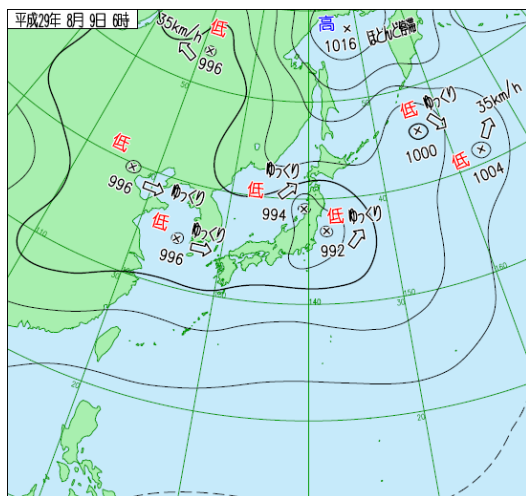 平成29年 8月 9日 6時
35km/h
低
996
高
1016
ほとんど停滞
低
ゆっくり
1000
35km/h
低
1004
低
996
ゆっくり
低
996
ゆっくり
低
994
ゆっくり
低
992
ゆっくり
140
150
160
20
20